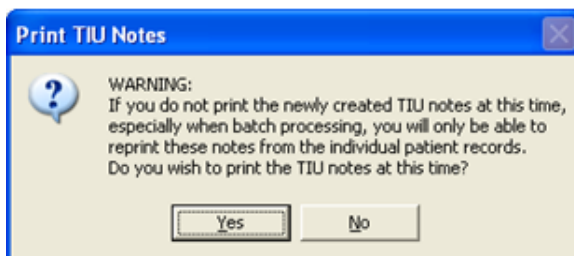 Print TIU Notes
WARNING:
If you do not print the newly created TIU notes at this time,
especially when batch processing, you will only be able to
reprint these notes from the individual patient records.
Do you wish to print the TIU notes at this time?
Yes No